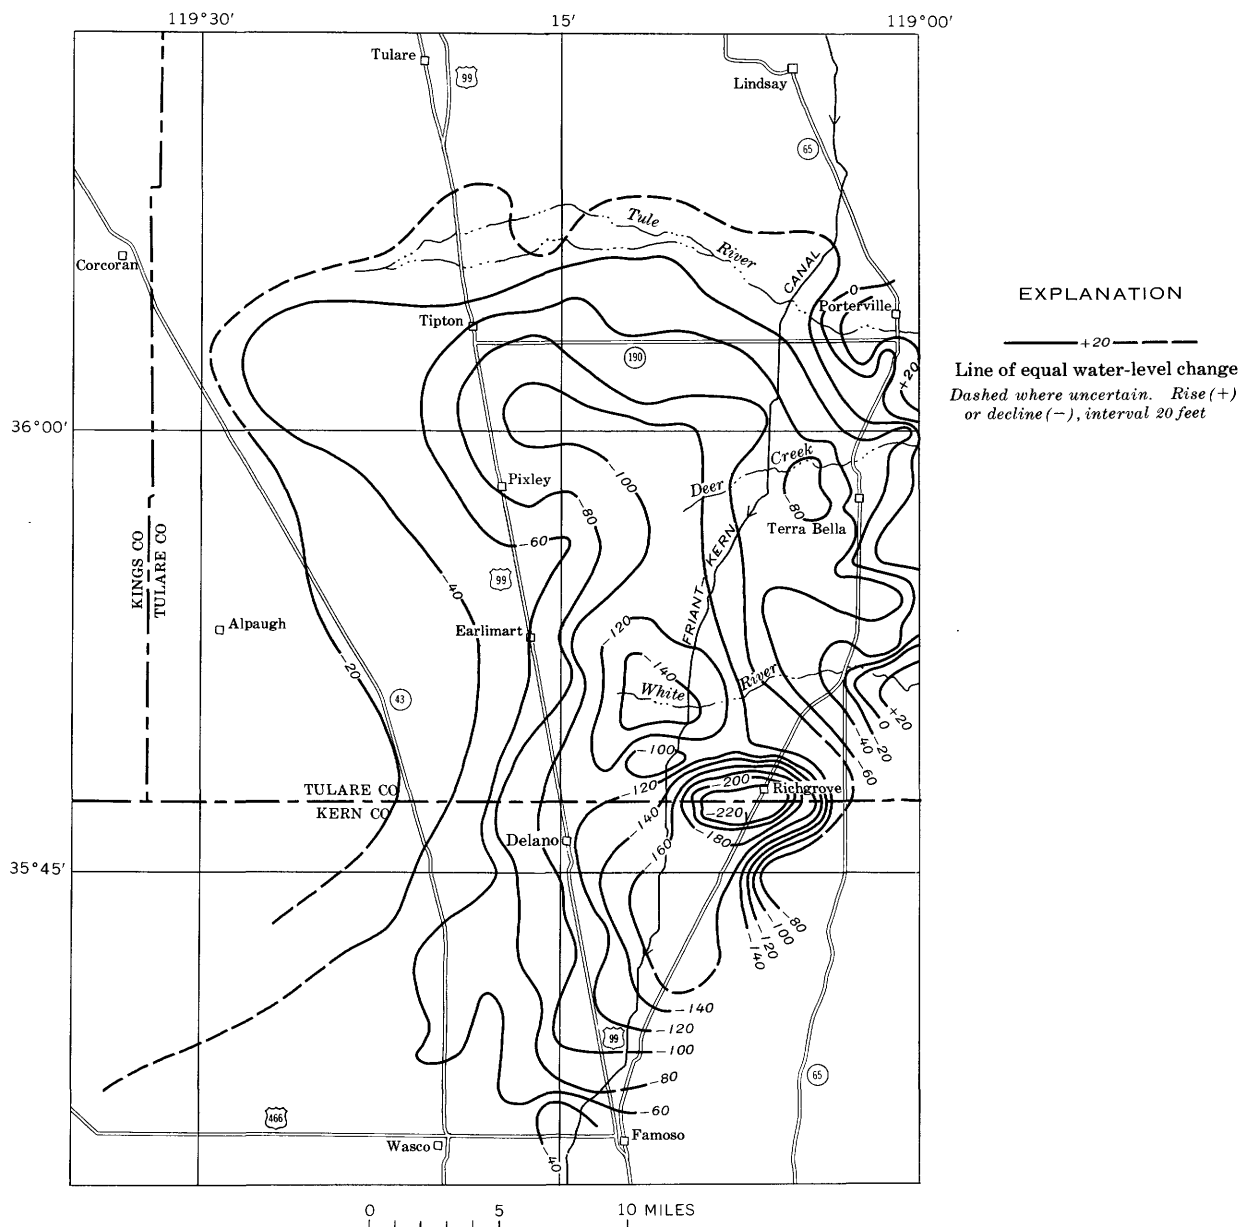 119°30′
15′
119°00′
Tulare
99
Lindsay
65
Tule
River
Corcoran
CANAL
0
Porterville
Tipton
190
+20
36°00′
Creek
Deer
-100
Pixley
-80
-80
Terra Bella
-60
KERN
KINGS CO
TULARE CO
99
-40
FRIANT-
Alpaugh
Earlimart
-120
-140
White
River
-20
43
+20
0
-20
-40
-60
-100
TULARE CO
KERN CO
-120
-200
Richgrove
-220
-140
-180
-160
Delano
35°45′
-80
-100
-120
-140
-140
-120
99
-100
-80
65
-60
466
Wasco
Famoso
-40
0 5 10 MILES
EXPLANATION
+20
Line of equal water-level change
Dashed where uncertain. Rise (+)
or decline (−), interval 20 feet